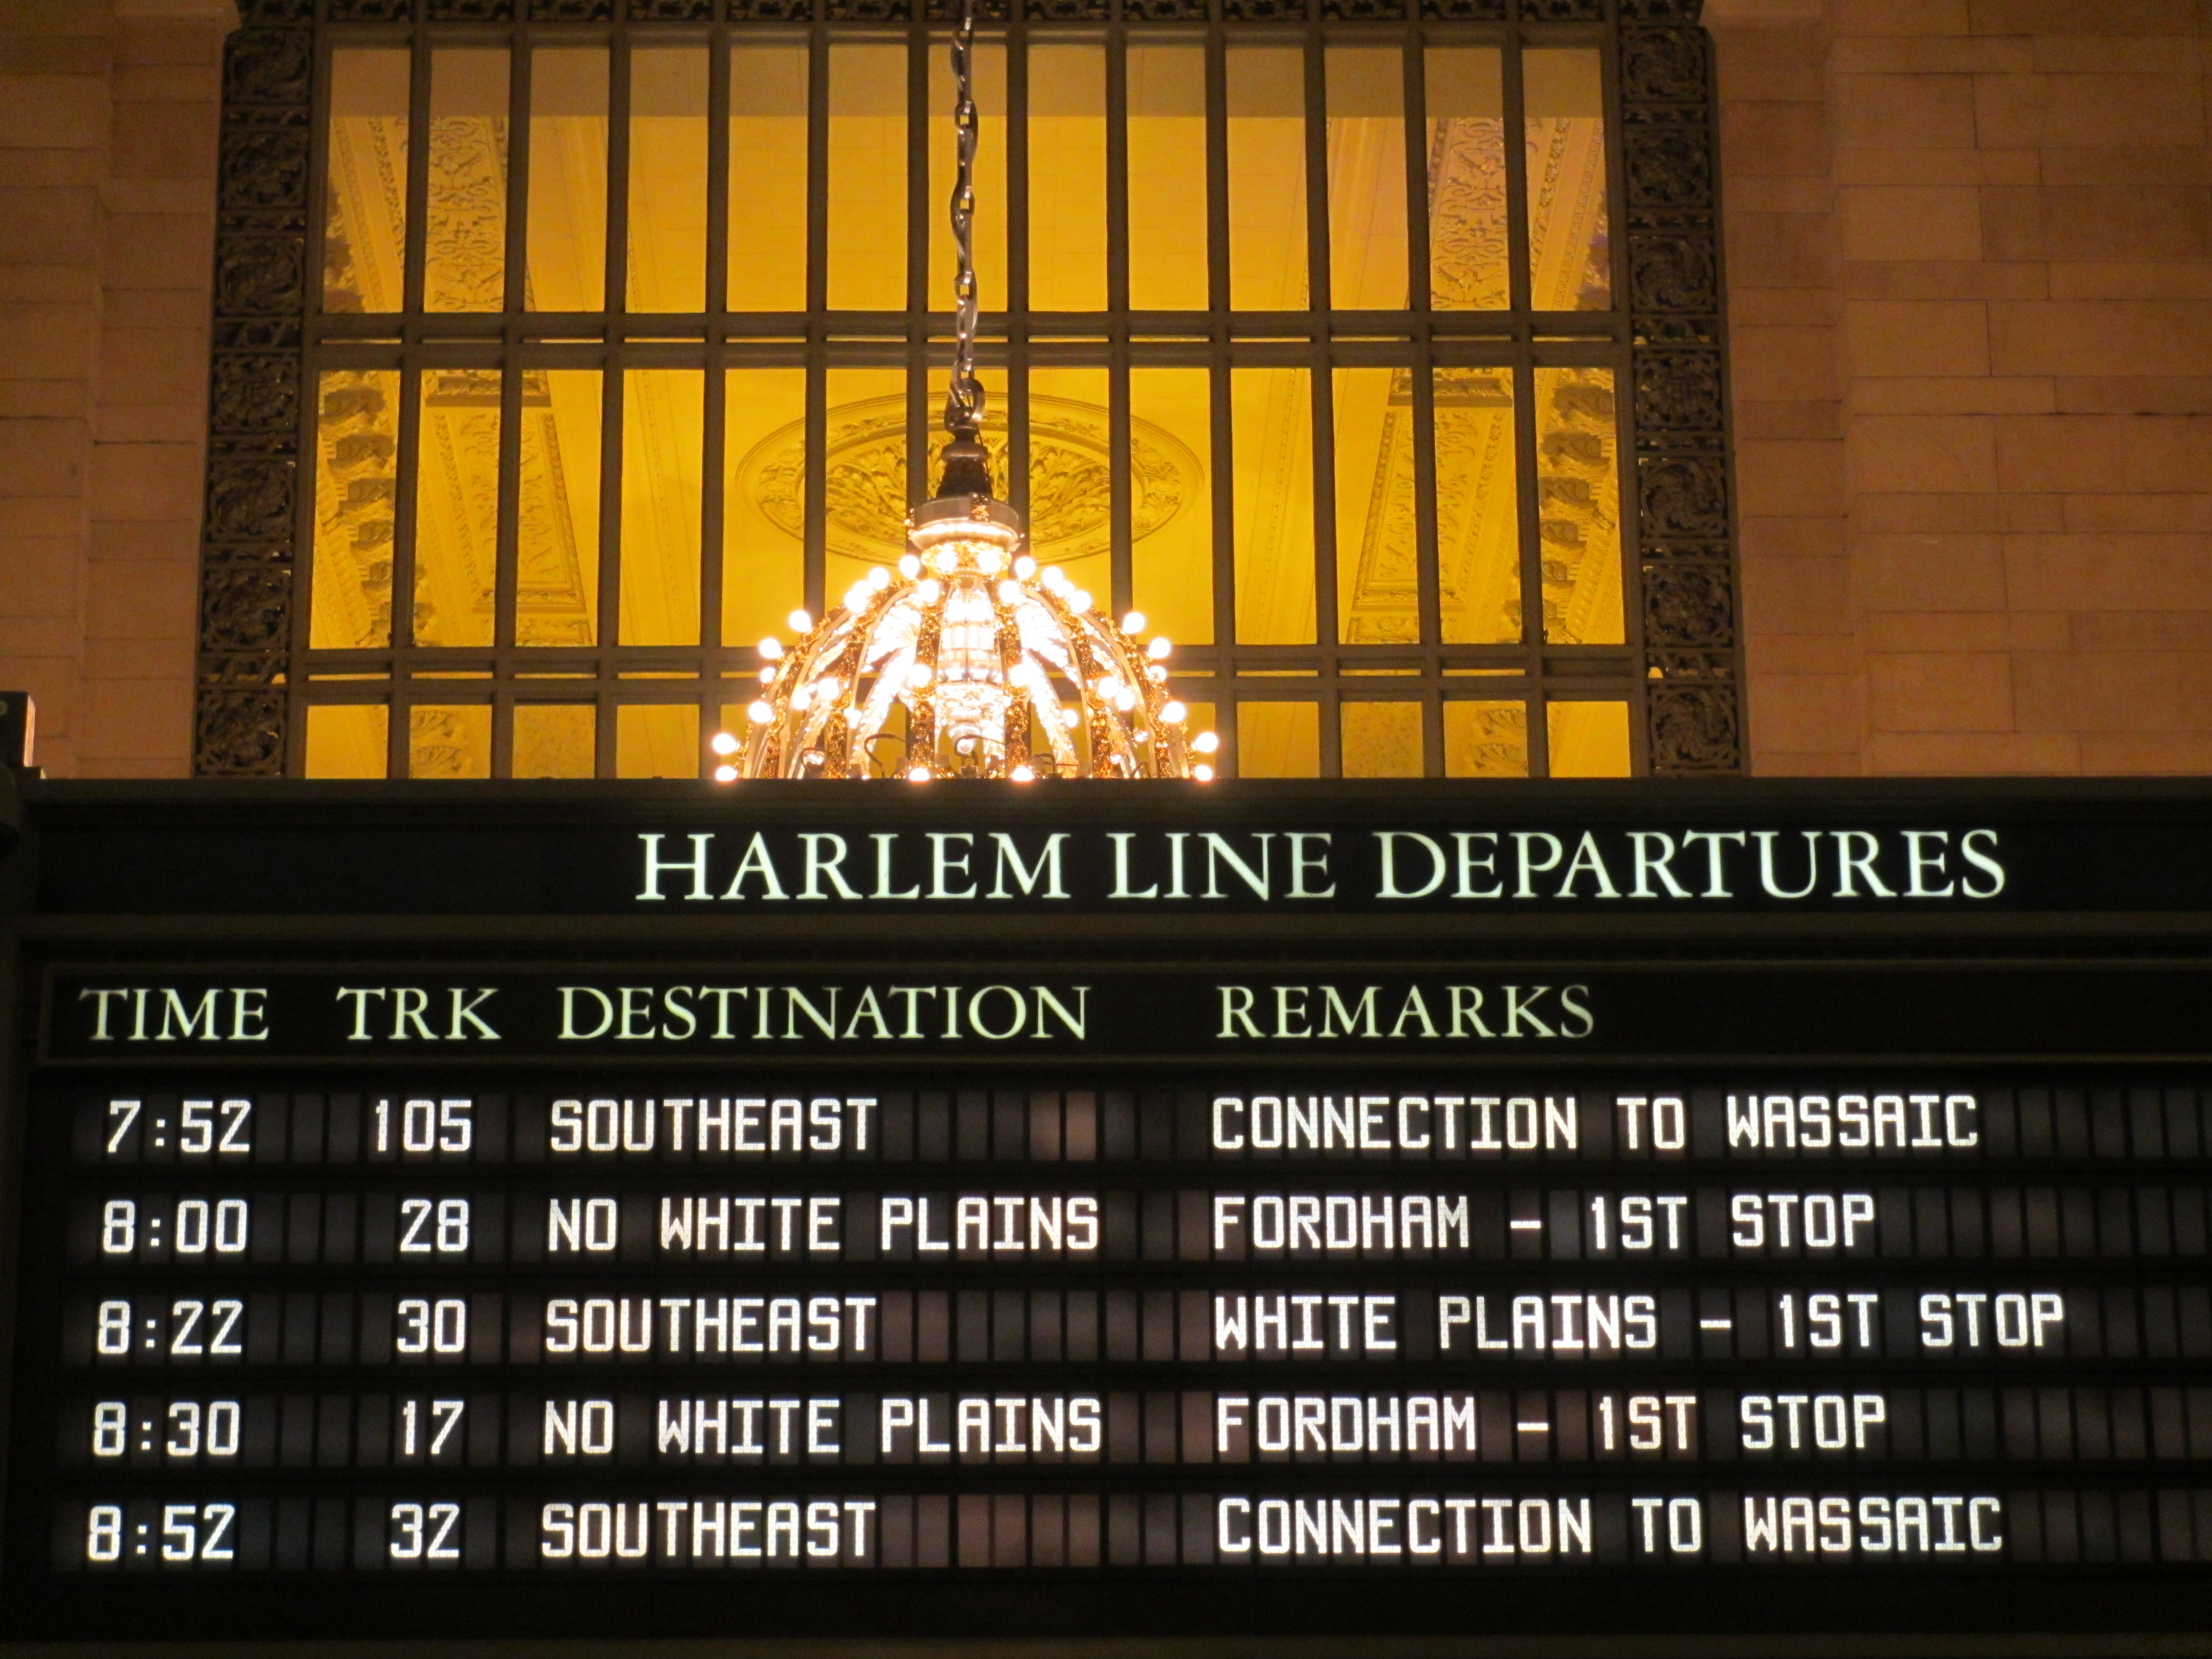 HARLEM LINE DEPARTURES
TIME TRK DESTINATION REMARKS
7:52 105 SOUTHEAST CONNECTION TO WASSAIC
8:00 28 NO WHITE PLAINS FORDHAM - 1ST STOP
8:22 30 SOUTHEAST WHITE PLAINS - 1ST STOP
8:30 17 NO WHITE PLAINS FORDHAM - 1ST STOP
8:52 32 SOUTHEAST CONNECTION TO WASSAIC